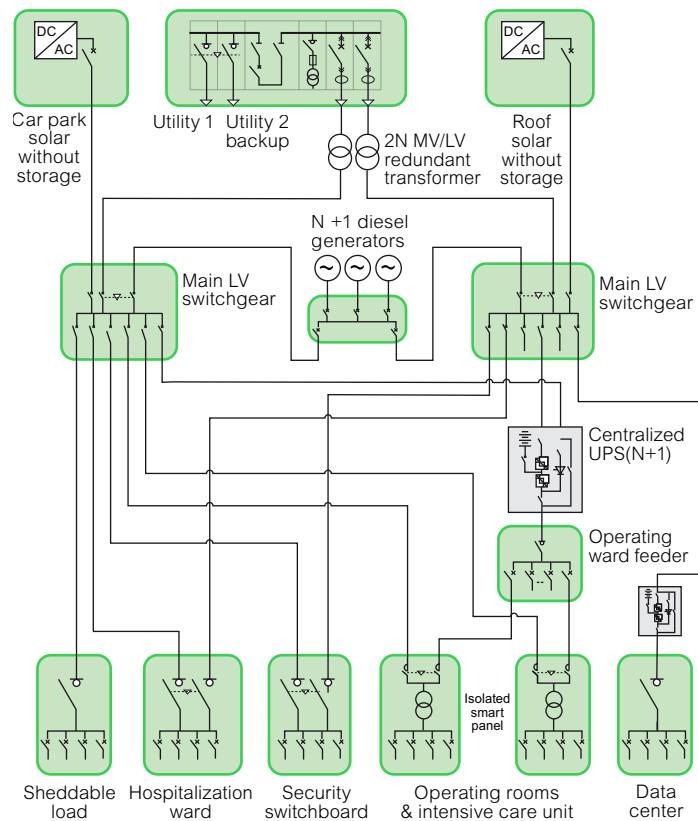 DC
AC
DC
AC
Car park
solar
without
storage
Utility 1
Utility 2
backup
2N MV/LV
redundant
transformer
Roof
solar
without
storage
N +1 diesel
generators
~
~
~
Main LV
switchgear
Main LV
switchgear
Centralized
UPS(N+1)
Operating
ward feeder
Isolated
smart
panel
Sheddable
load
Hospitalization
ward
Security
switchboard
Operating rooms
& intensive care unit
Data
center